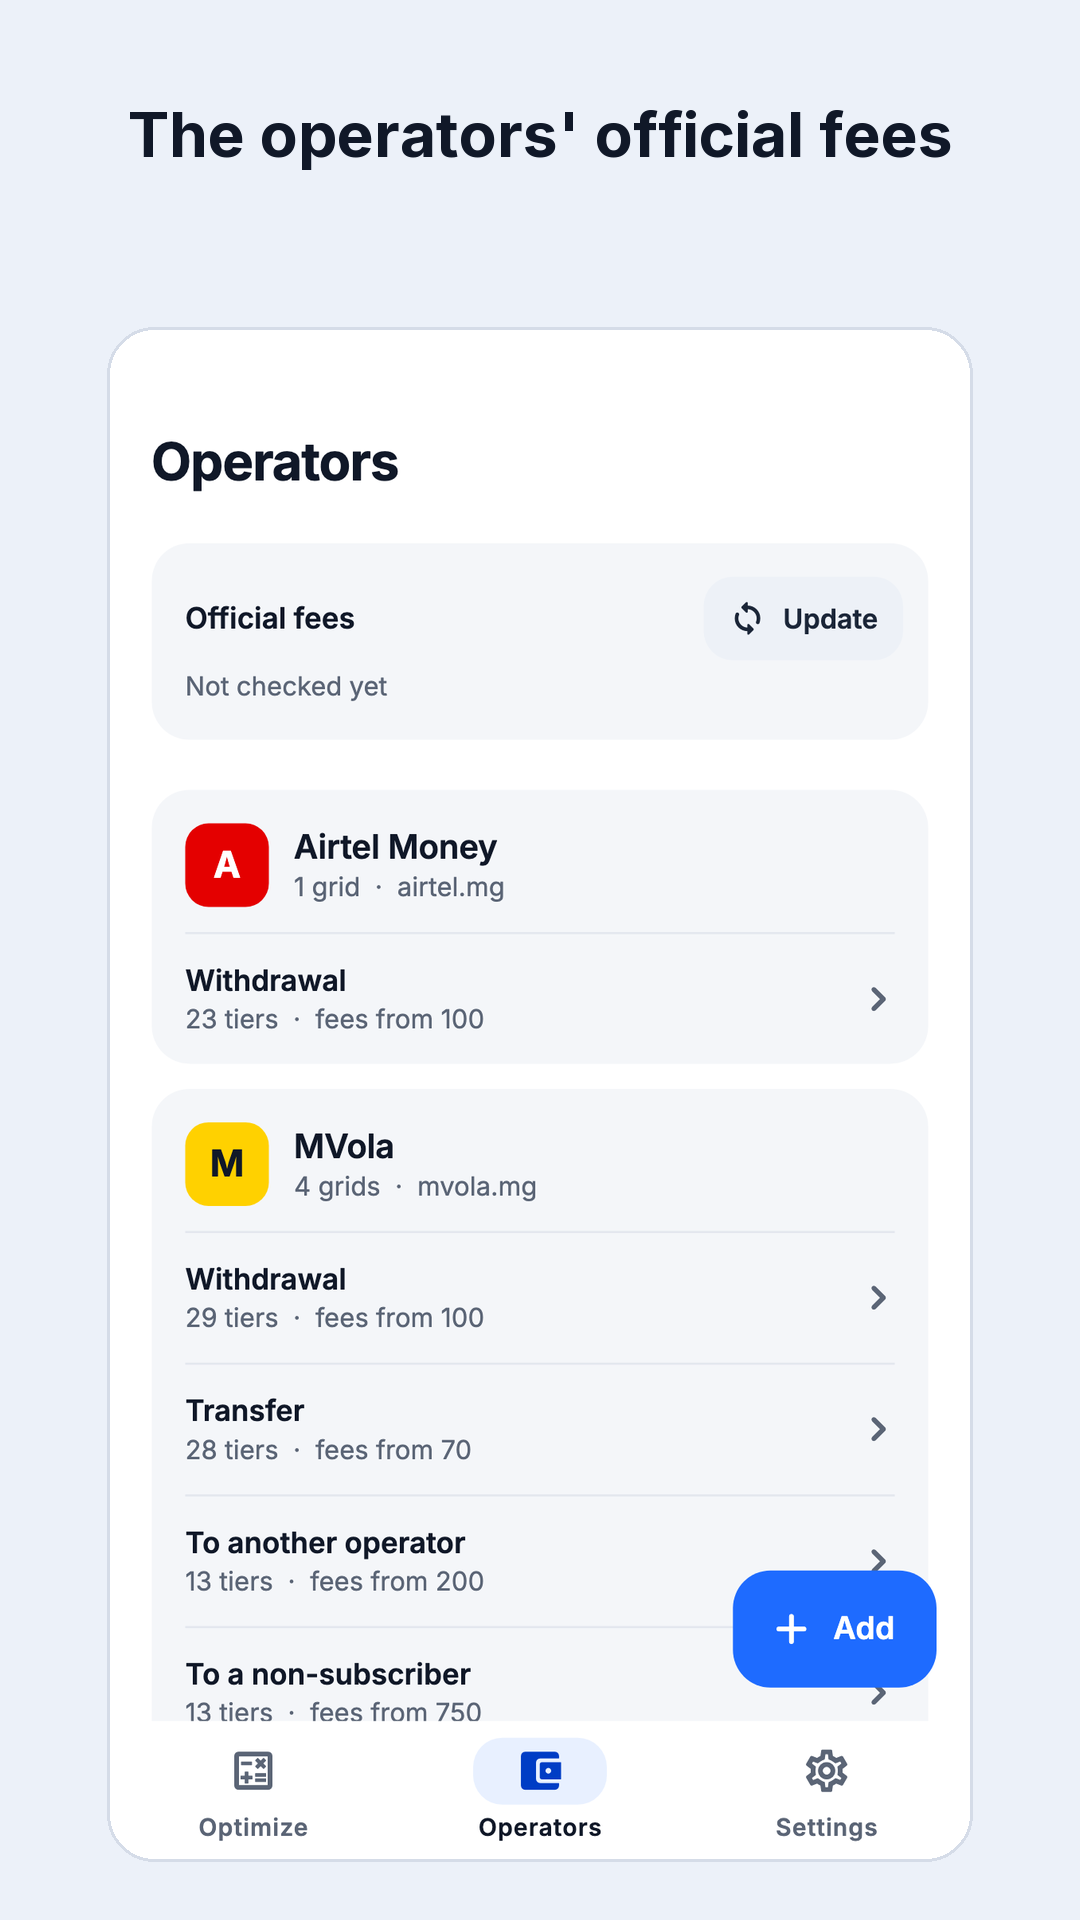 The operators' official fees
Operators
Official fees
Update
Not checked yet
A
Airtel Money
1 grid · airtel.mg
Withdrawal
23 tiers · fees from 100
M
MVola
4 grids · mvola.mg
Withdrawal
29 tiers · fees from 100
Transfer
28 tiers · fees from 70
To another operator
13 tiers · fees from 200
Add
To a non-subscriber
13 tiers · fees from 750
Optimize
Operators
Settings